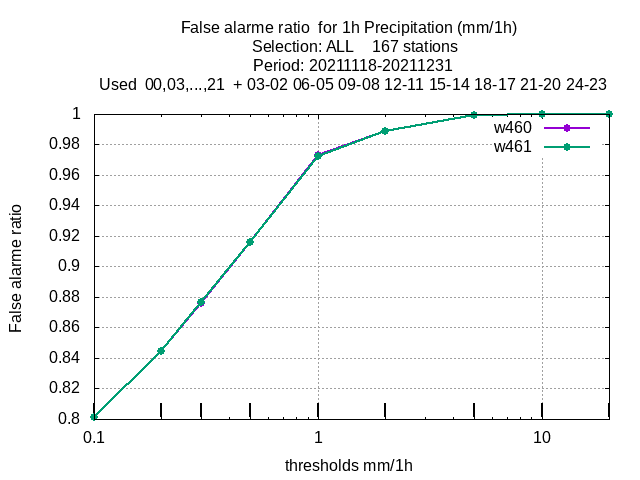 False alarme ratio  for 1h Precipitation (mm/1h)
Selection: ALL    167 stations
Period: 20211118-20211231
Used  00,03,...,21  + 03-02 06-05 09-08 12-11 15-14 18-17 21-20 24-23
1
w460
w461
0.98
0.96
0.94
0.92
0.9
0.88
0.86
0.84
0.82
0.8
False alarme ratio
0.1 1 10
thresholds mm/1h